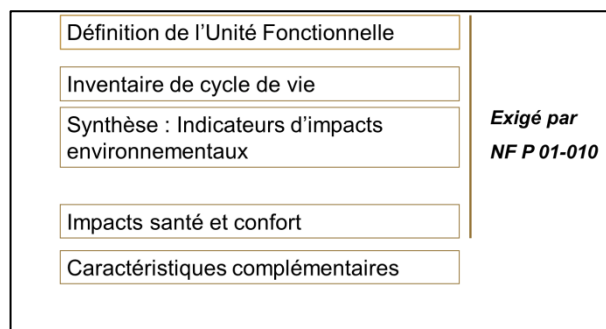 Définition de l’Unité Fonctionnelle
Inventaire de cycle de vie
Synthèse : Indicateurs d’impacts
environnementaux
Exigé par
NF P 01-010
Impacts santé et confort
Caractéristiques complémentaires